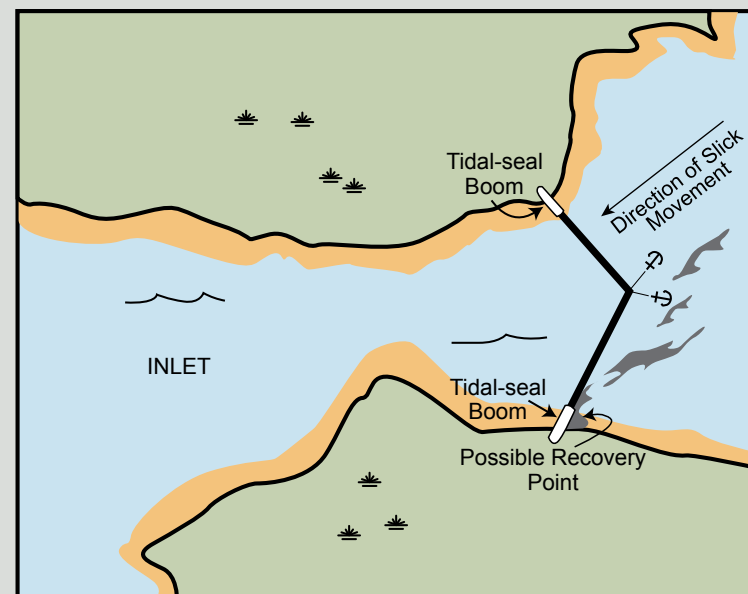 Tidal-seal
Boom
Direction of Slick
Movement
INLET
Tidal-seal
Boom
Possible Recovery
Point